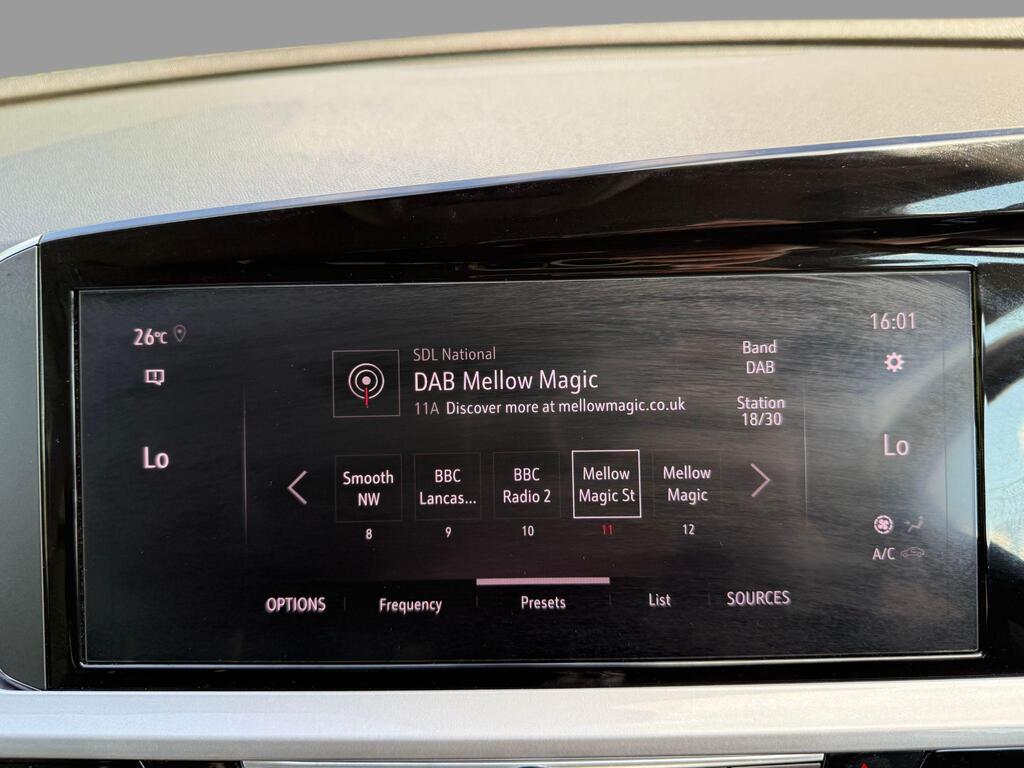 26°C
16:01
SDL National
DAB Mellow Magic
11A Discover more at mellowmagic.co.uk
Band
DAB
Station
18/30
Lo
Lo
Smooth
NW
8
BBC
Lancas...
9
BBC
Radio 2
10
Mellow
Magic St
11
Mellow
Magic
12
A/C
OPTIONS
Frequency
Presets
List
SOURCES